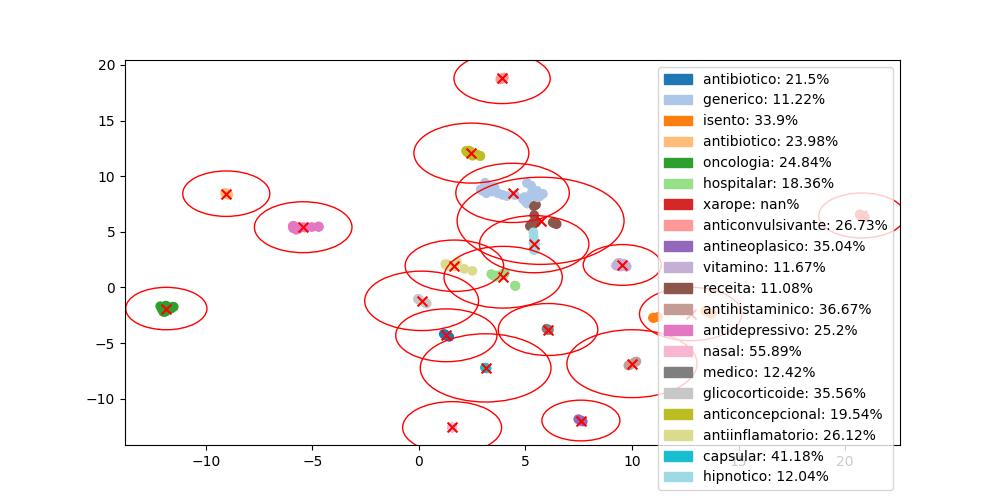 20
15
10
5
0
−5
−10
−10
−5
0
5
10
15
20
antibiotico: 21.5%
generico: 11.22%
isento: 33.9%
antibiotico: 23.98%
oncologia: 24.84%
hospitalar: 18.36%
xarope: nan%
anticonvulsivante: 26.73%
antineoplasico: 35.04%
vitamino: 11.67%
receita: 11.08%
antihistaminico: 36.67%
antidepressivo: 25.2%
nasal: 55.89%
medico: 12.42%
glicocorticoide: 35.56%
anticoncepcional: 19.54%
antiinflamatorio: 26.12%
capsular: 41.18%
hipnotico: 12.04%